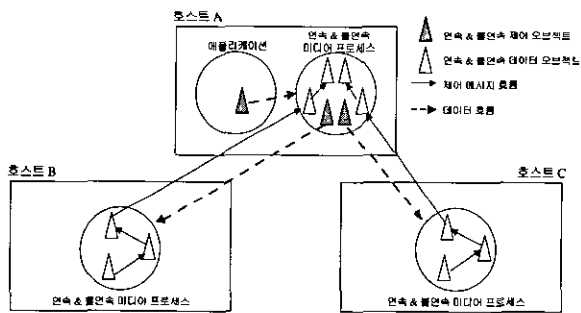 호스트 A
애플리케이션
연속 & 불연속
미디어 프로세스
연속 & 불연속 제어 오브젝트
연속 & 불연속 데이터 오브젝트
제어 메시지 흐름
데이터 흐름
호스트 B
연속 & 불연속 미디어 프로세스
호스트 C
연속 & 불연속 미디어 프로세스